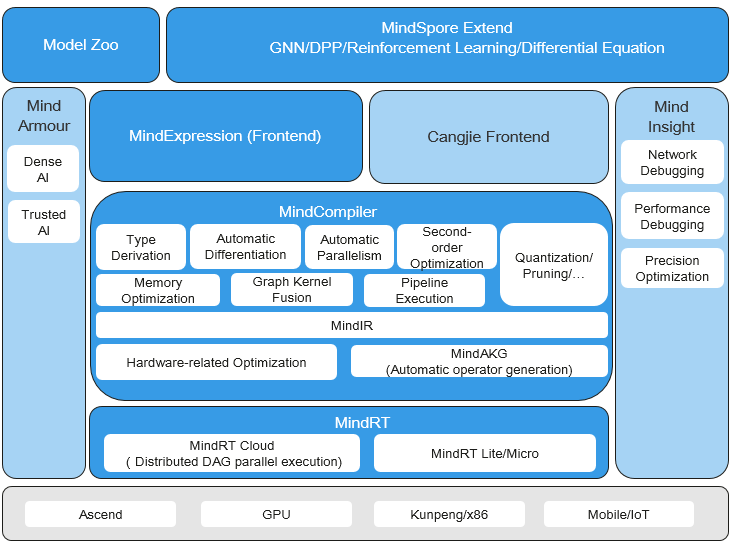 Model Zoo
MindSpore Extend
GNN/DPP/Reinforcement Learning/Differential Equation
Mind
Armour
Dense
AI
Trusted
AI
MindExpression (Frontend)
Cangjie Frontend
Mind
Insight
Network
Debugging
Performance
Debugging
Precision
Optimization
MindCompiler
Type
Derivation
Automatic
Differentiation
Automatic
Parallelism
Second-
order
Optimization
Quantization/
Pruning/…
Memory
Optimization
Graph Kernel
Fusion
Pipeline
Execution
MindIR
Hardware-related Optimization
MindAKG
(Automatic operator generation)
MindRT
MindRT Cloud
( Distributed DAG parallel execution)
MindRT Lite/Micro
Ascend
GPU
Kunpeng/x86
Mobile/IoT